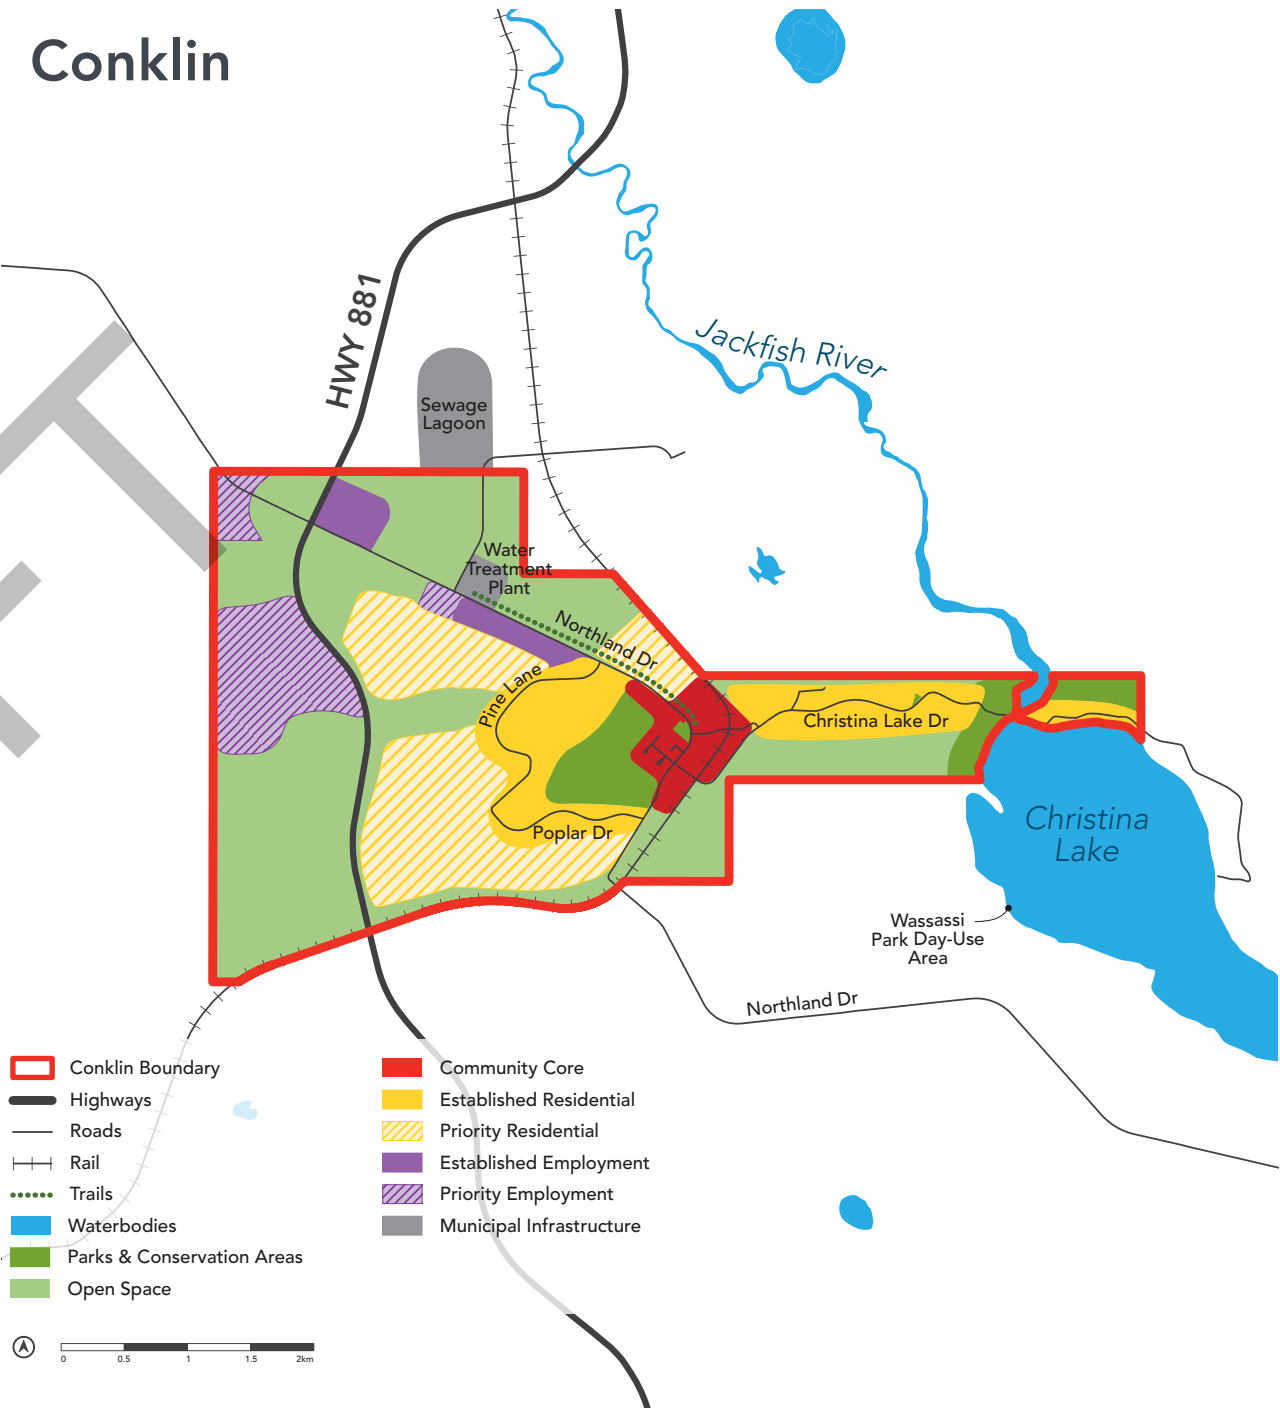 Conklin
HWY 881
Jackfish River
Sewage
Lagoon
Water
Treatment
Plant
Northland Dr
Pine Lane
Christina Lake Dr
Poplar Dr
Christina
Lake
Wassassi
Park Day-Use
Area
Northland Dr
Conklin Boundary
Highways
Roads
Rail
Trails
Waterbodies
Parks & Conservation Areas
Open Space
Community Core
Established Residential
Priority Residential
Established Employment
Priority Employment
Municipal Infrastructure
0 0.5 1 1.5 2km